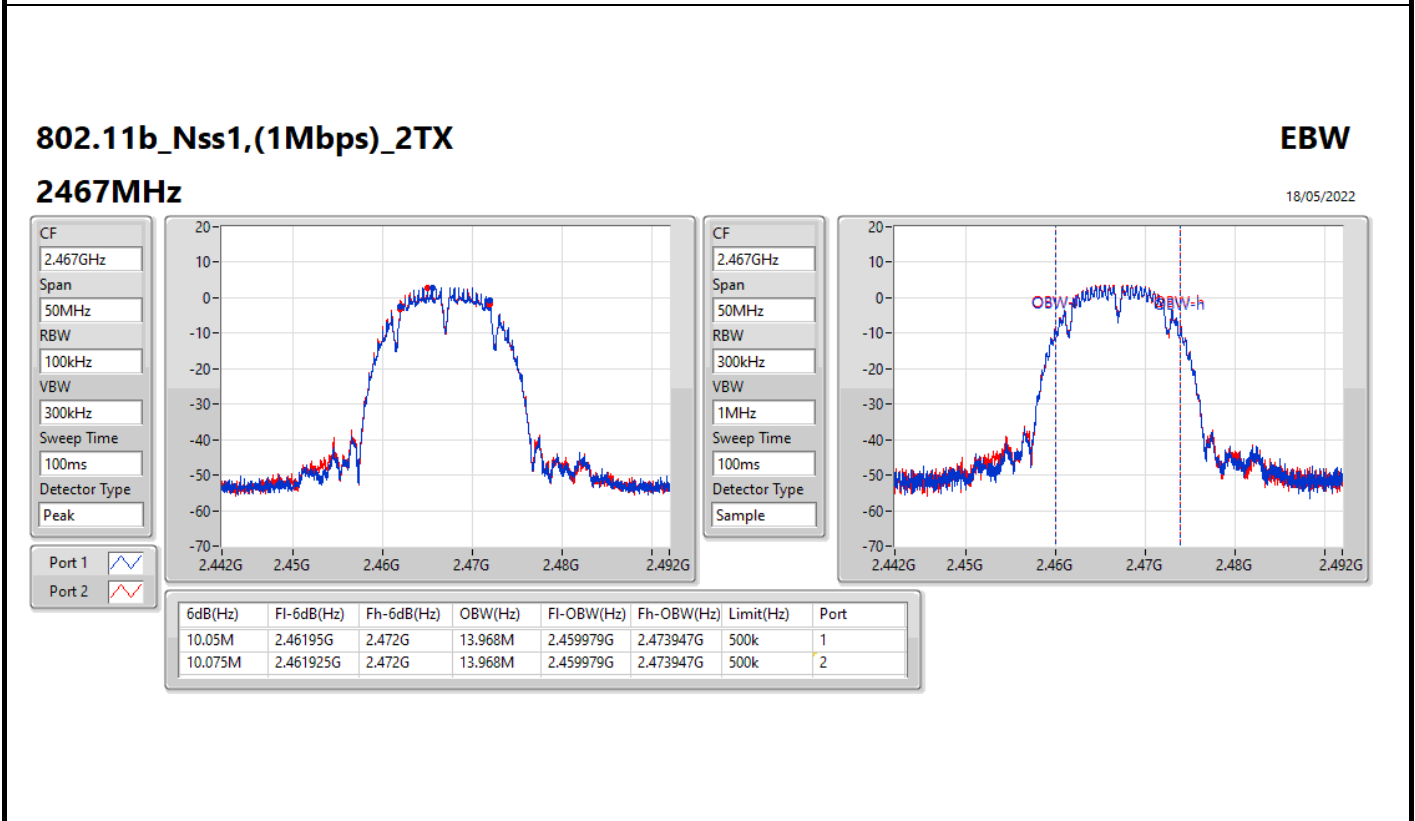 802.11b_Nss1,(1Mbps)_2TX
EBW
2467MHz
18/05/2022
CF
2.467GHz
Span
50MHz
RBW
100kHz
VBW
300kHz
Sweep Time
100ms
Detector Type
Peak
20
10
0
-10
-20
-30
-40
-50
-60
-70
2.442G 2.45G 2.46G 2.47G 2.48G 2.492G
CF
2.467GHz
Span
50MHz
RBW
300kHz
VBW
1MHz
Sweep Time
100ms
Detector Type
Sample
20
10
0
-10
-20
-30
-40
-50
-60
-70
OBW-h
2.442G 2.45G 2.46G 2.47G 2.48G 2.492G
Port 1
Port 2
6dB(Hz) Fl-6dB(Hz) Fh-6dB(Hz) OBW(Hz) Fl-OBW(Hz) Fh-OBW(Hz) Limit(Hz) Port
10.05M 2.46195G 2.472G 13.968M 2.459979G 2.473947G 500k 1
10.075M 2.461925G 2.472G 13.968M 2.459979G 2.473947G 500k 2